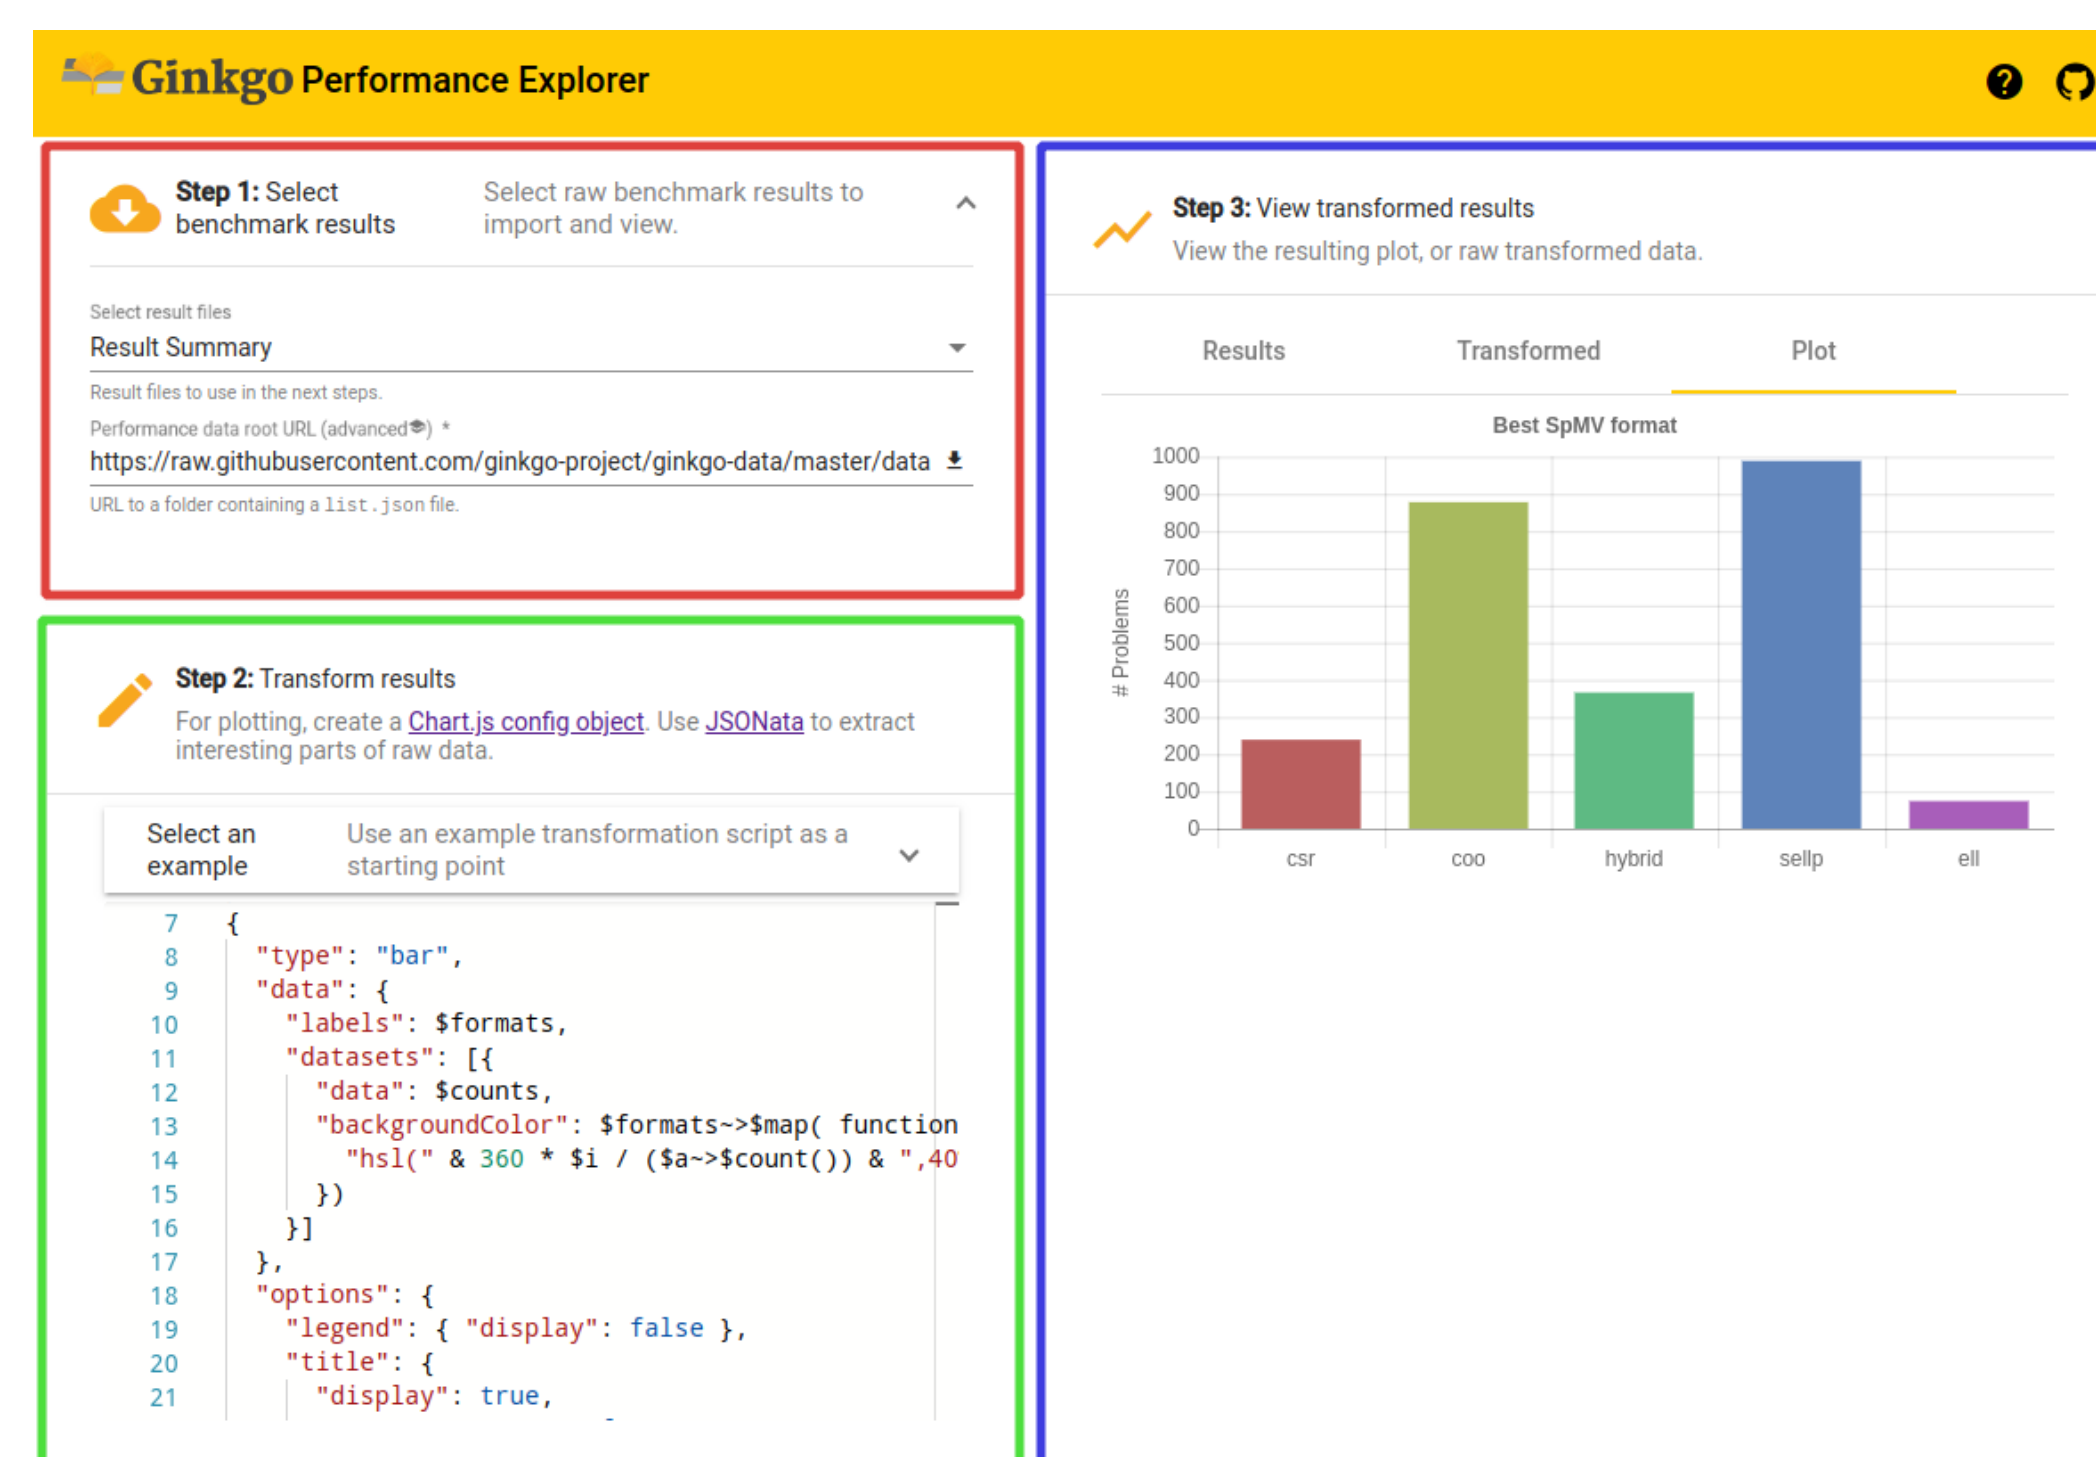 Ginkgo Performance Explorer
Step 1: Select
benchmark results
Select raw benchmark results to
import and view.
Select result files
Result Summary
Result files to use in the next steps.
Performance data root URL (advanced) *
https://raw.githubusercontent.com/ginkgo-project/ginkgo-data/master/data
URL to a folder containing a list.json file.
Step 2: Transform results
For plotting, create a Chart.js config object. Use JSONata to extract
interesting parts of raw data.
Select an
example
Use an example transformation script as a
starting point
7 {
8 "type": "bar",
9 "data": {
10 "labels": $formats,
11 "datasets": [{
12 "data": $counts,
13 "backgroundColor": $formats~>$map( function
14 "hsl(" & 360 * $i / ($a~>$count()) & ",40
15 })
16 }]
17 },
18 "options": {
19 "legend": { "display": false },
20 "title": {
21 "display": true,
Step 3: View transformed results
View the resulting plot, or raw transformed data.
Results Transformed Plot
Best SpMV format
# Problems
1000
900
800
700
600
500
400
300
200
100
0
csr coo hybrid sellp ell